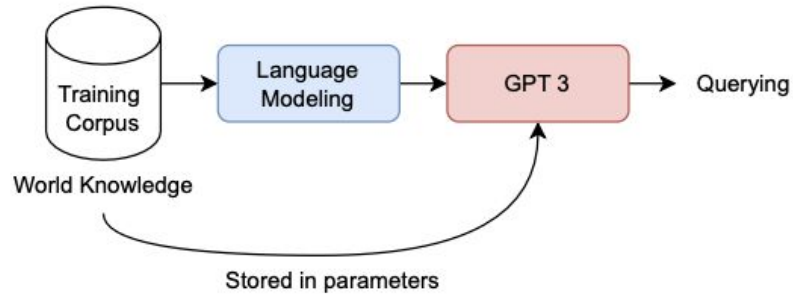 Training
Corpus
Language
Modeling
GPT 3
Querying
World Knowledge
Stored in parameters